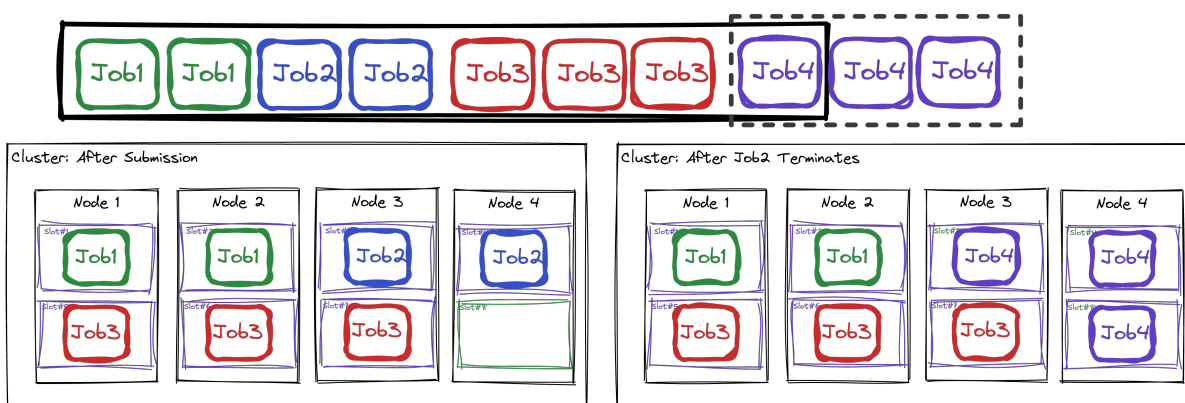 Job1 Job1 Job2 Job2 Job3 Job3 Job3 Job4 Job4 Job4
Cluster: After Submission
Node 1 Node 2 Node 3 Node 4
Job1 Job1 Job2 Job2
Job3 Job3 Job3 Slot#8
Cluster: After Job2 Terminates
Node 1 Node 2 Node 3 Node 4
Job1 Job1 Job4 Job4
Job3 Job3 Job3 Job4